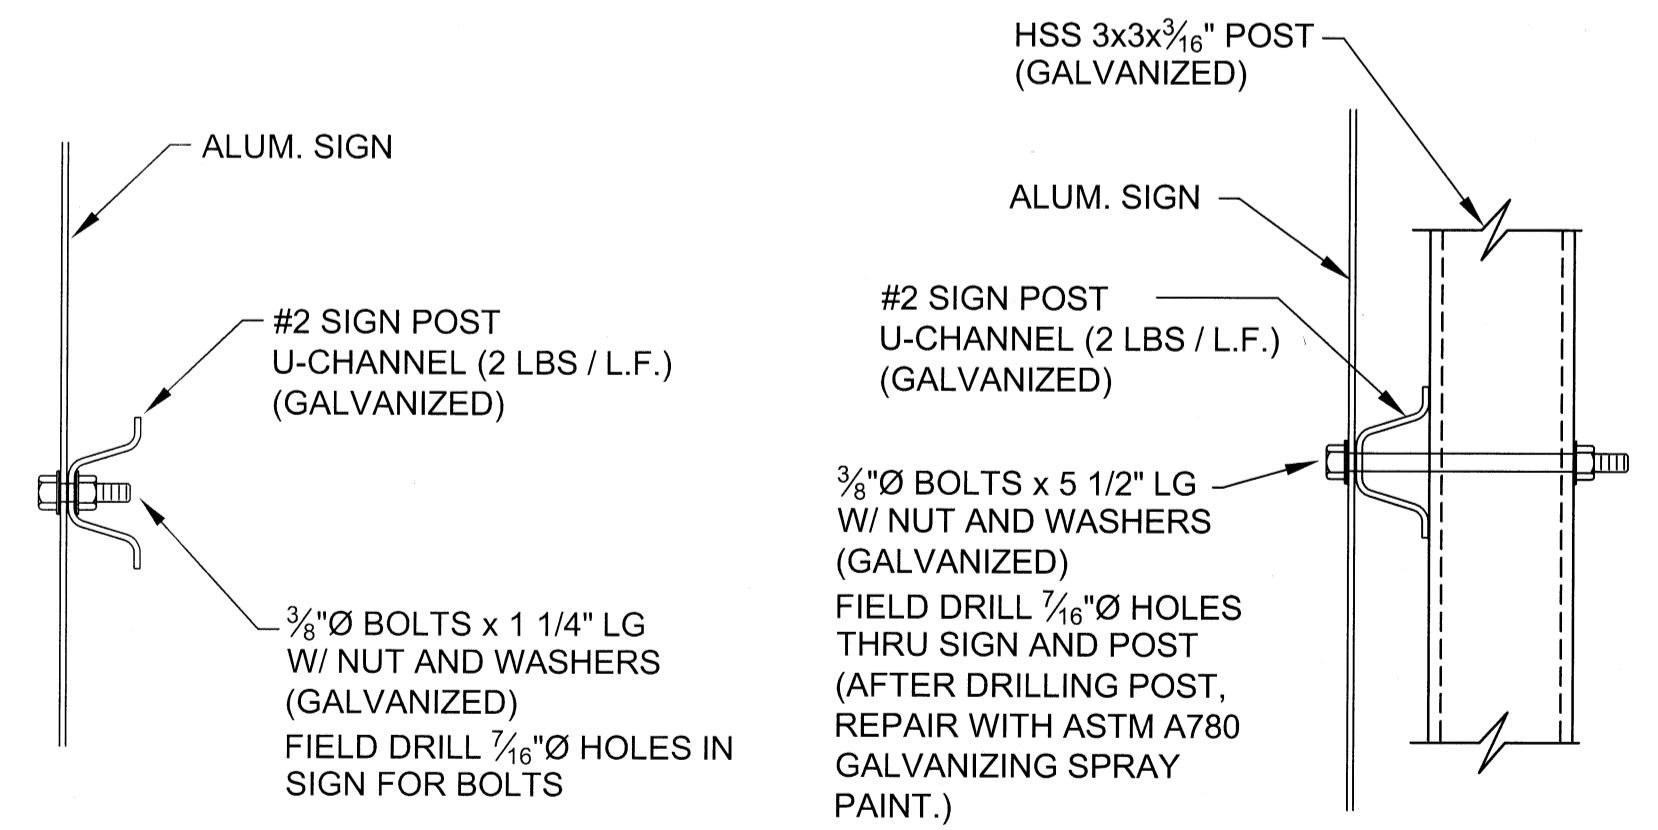 ALUM. SIGN
#2 SIGN POST
U-CHANNEL (2 LBS / L.F.)
(GALVANIZED)
3/8"Ø BOLTS x 1 1/4" LG
W/ NUT AND WASHERS
(GALVANIZED)
FIELD DRILL 7/16"Ø HOLES IN
SIGN FOR BOLTS
HSS 3x3x3/16" POST
(GALVANIZED)
ALUM. SIGN
#2 SIGN POST
U-CHANNEL (2 LBS / L.F.)
(GALVANIZED)
3/8"Ø BOLTS x 5 1/2" LG
W/ NUT AND WASHERS
(GALVANIZED)
FIELD DRILL 7/16"Ø HOLES
THRU SIGN AND POST
(AFTER DRILLING POST,
REPAIR WITH ASTM A780
GALVANIZING SPRAY
PAINT.)